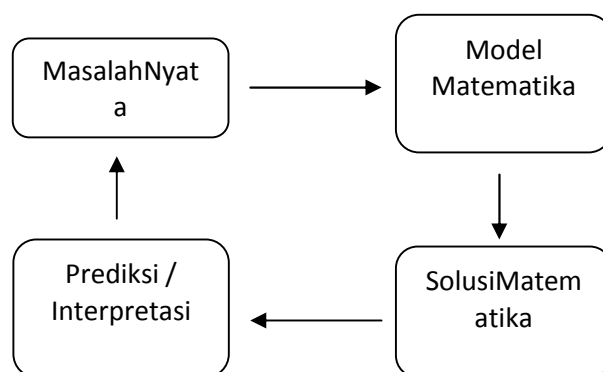 MasalahNyat
a
Model
Matematika
Prediksi /
Interpretasi
SolusiMatem
atika